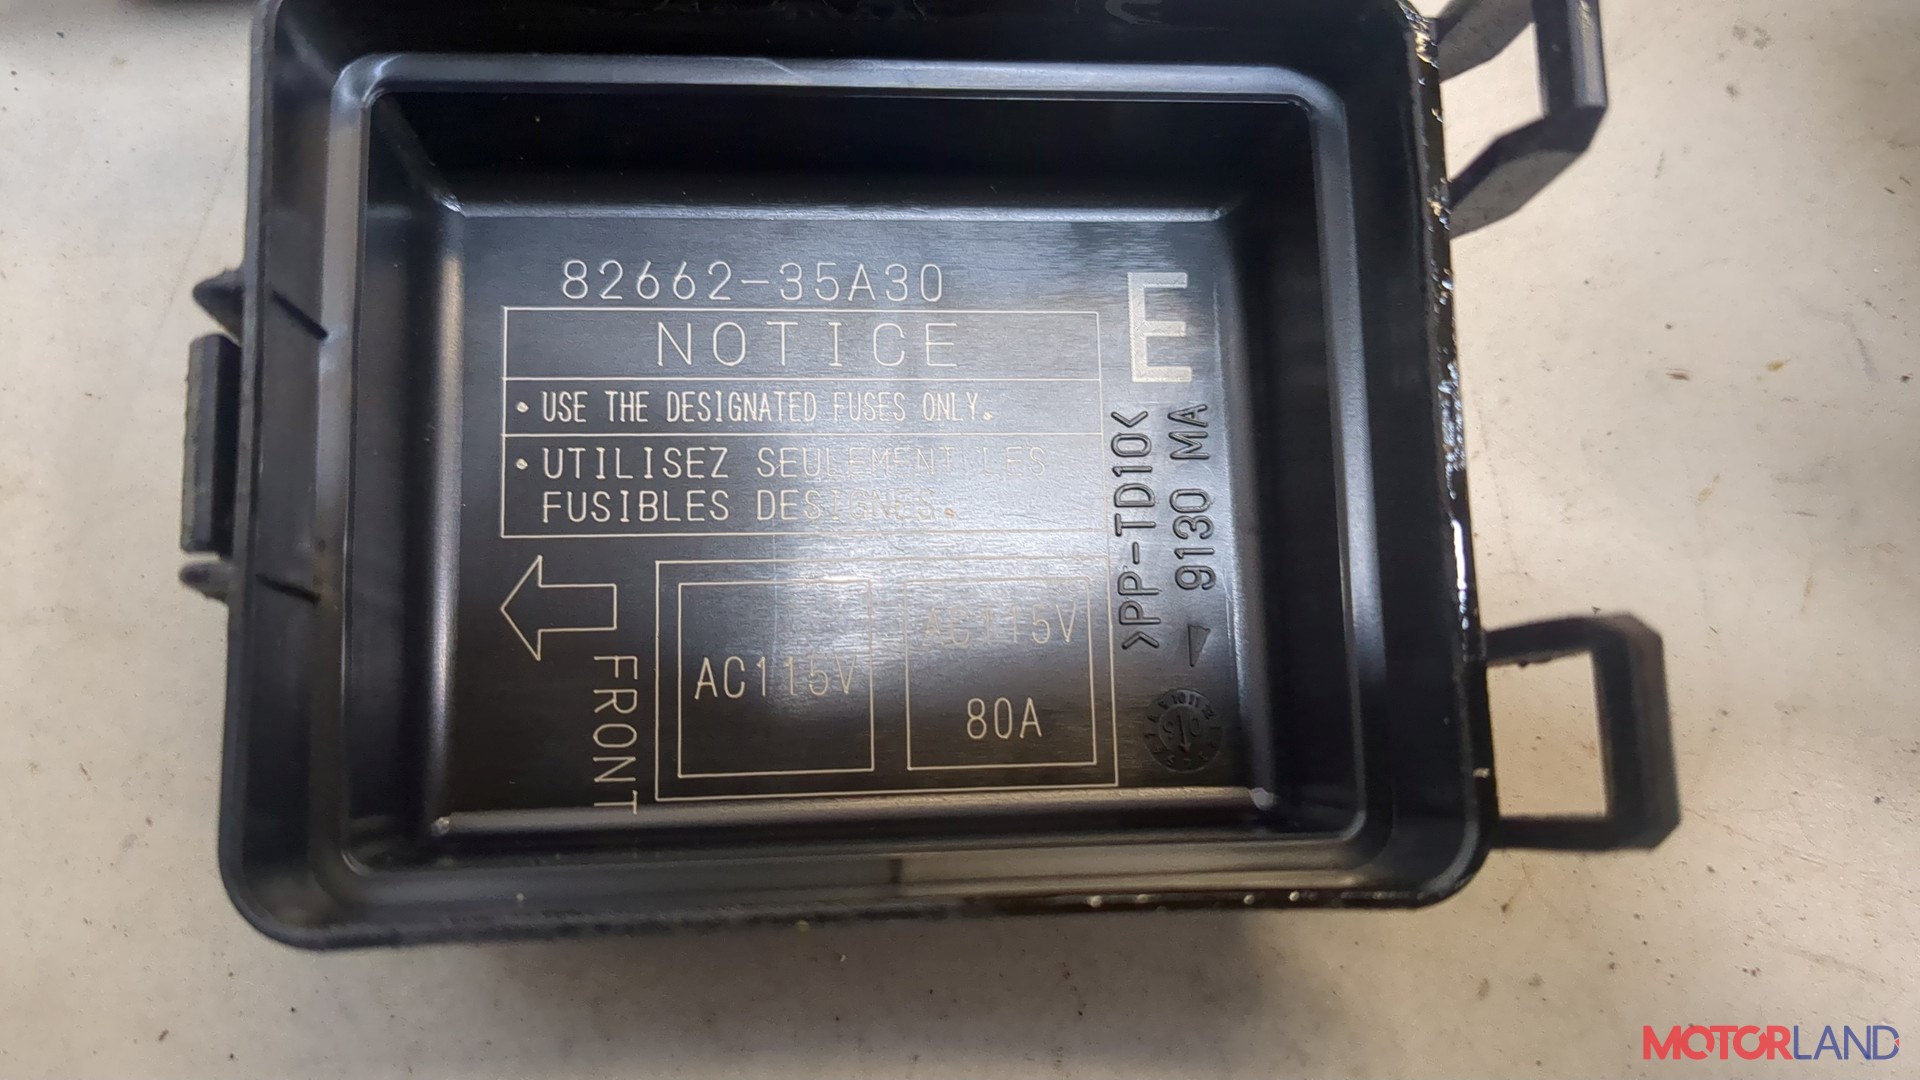 82662-35A30
NOTICE
• USE THE DESIGNATED FUSES ONLY.
• UTILISEZ SEULEMENT LES
FUSIBLES DESIGNES.
FRONT
AC115V
AC115V
80A
E
>PP-TD10<
9130 MA
MOTORLAND